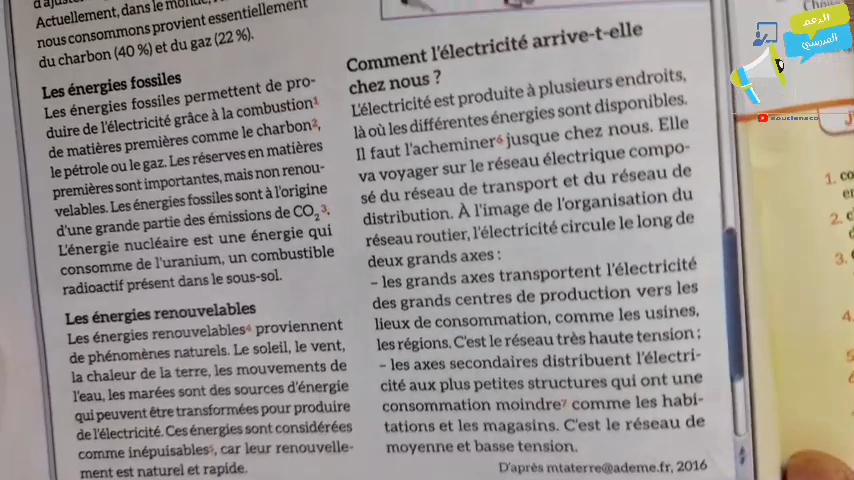 Actuellement, dans le monde,
nous consommons provient essentiellement
du charbon (40 %) et du gaz (22 %).
Les énergies fossiles
Les énergies fossiles permettent de pro-
duire de l'électricité grâce à la combustion¹
de matières premières comme le charbon²,
le pétrole ou le gaz. Les réserves en matières
premières sont importantes, mais non renou-
velables. Les énergies fossiles sont à l'origine
d'une grande partie des émissions de CO₂³.
L'énergie nucléaire est une énergie qui
consomme de l'uranium, un combustible
radioactif présent dans le sous-sol.
Les énergies renouvelables
Les énergies renouvelables⁴ proviennent
de phénomènes naturels. Le soleil, le vent,
la chaleur de la terre, les mouvements de
l'eau, les marées sont des sources d'énergie
qui peuvent être transformées pour produire
de l'électricité. Ces énergies sont considérées
comme inépuisables⁵, car leur renouvelle-
ment est naturel et rapide.
Comment l'électricité arrive-t-elle
chez nous ?
L'électricité est produite à plusieurs endroits,
là où les différentes énergies sont disponibles.
Il faut l'acheminer⁶ jusque chez nous. Elle
va voyager sur le réseau électrique compo-
sé du réseau de transport et du réseau de
distribution. À l'image de l'organisation du
réseau routier, l'électricité circule le long de
deux grands axes :
– les grands axes transportent l'électricité
des grands centres de production vers les
lieux de consommation, comme les usines,
les régions. C'est le réseau très haute tension ;
– les axes secondaires distribuent l'électri-
cité aux plus petites structures qui ont une
consommation moindre⁷ comme les habi-
tations et les magasins. C'est le réseau de
moyenne et basse tension.
D'après mtaterre@ademe.fr, 2016
الدعم
المدرسي
1. co
2.
3.
4.
5